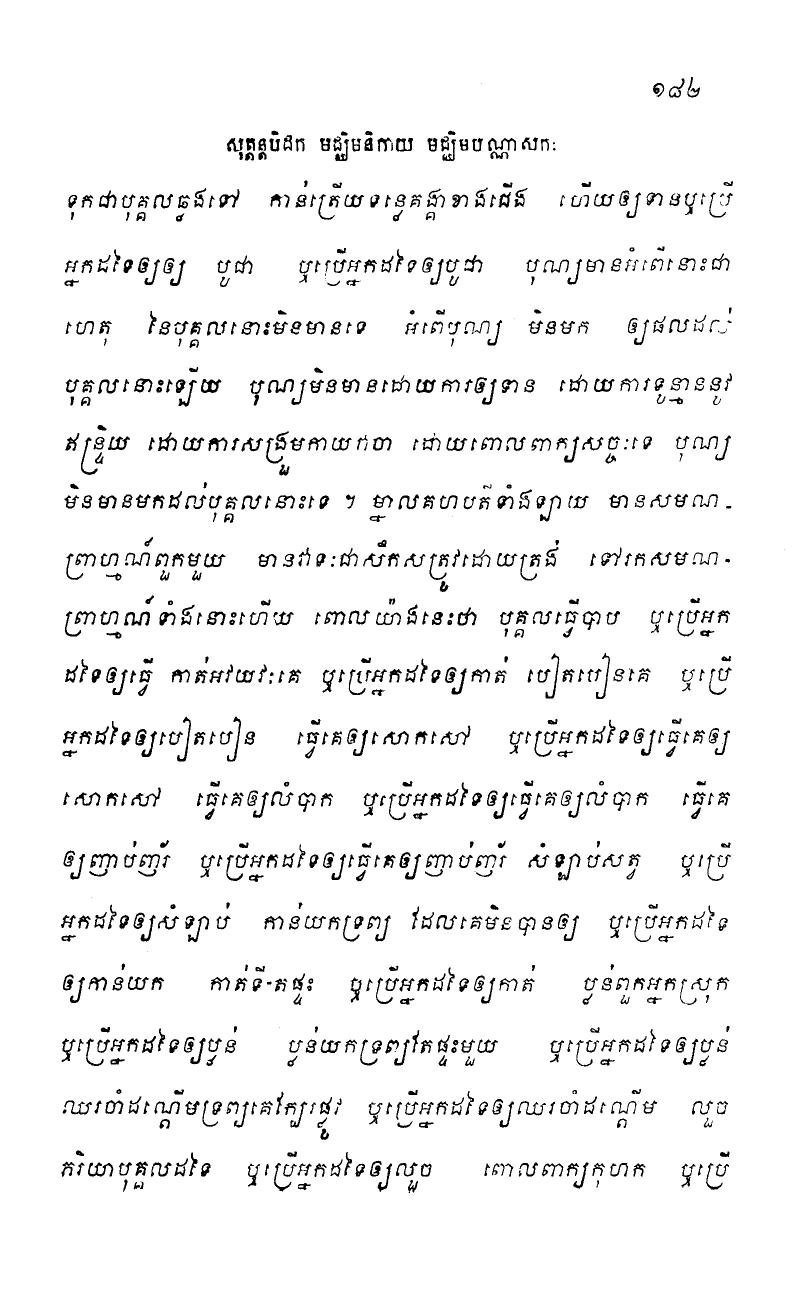 ១៨២
សុត្តន្តបិដក មជ្ឈិមនិកាយ មជ្ឈិមបណ្ណាសកៈ
ទុកជាបុគ្គលឆ្លងទៅ កាន់ត្រើយទន្លេគង្គាខាងជើង ហើយឲ្យទានឬប្រើ
អ្នកដទៃឲ្យឲ្យ បូជា ឬប្រើអ្នកដទៃឲ្យបូជា បុណ្យមានអំពើនោះជា
ហេតុ នៃបុគ្គលនោះមិនមានទេ អំពើបុណ្យ មិនមក ឲ្យផលដល់
បុគ្គលនោះឡើយ បុណ្យមិនមានដោយការឲ្យទាន ដោយការទូន្មាននូវ
ឥន្ទ្រិយ ដោយការសង្រួមកាយវាចា ដោយពោលពាក្យសច្ចៈទេ បុណ្យ
មិនមានមកដល់បុគ្គលនោះទេ ។ ម្នាលគហបតីទាំងឡាយ មានសមណ-
ព្រាហ្មណ៍ពួកមួយ មានវាទៈជាសឹកសត្រូវដោយត្រង់ ទៅរកសមណ-
ព្រាហ្មណ៍ទាំងនោះហើយ ពោលយ៉ាងនេះថា បុគ្គលធ្វើបាប ឬប្រើអ្នក
ដទៃឲ្យធ្វើ កាត់អវយវៈគេ ឬប្រើអ្នកដទៃឲ្យកាត់ បៀតបៀនគេ ឬប្រើ
អ្នកដទៃឲ្យបៀតបៀន ធ្វើគេឲ្យសោកសៅ ឬប្រើអ្នកដទៃឲ្យធ្វើគេឲ្យ
សោកសៅ ធ្វើគេឲ្យលំបាក ឬប្រើអ្នកដទៃឲ្យធ្វើគេឲ្យលំបាក ធ្វើគេ
ឲ្យញាប់ញ័រ ឬប្រើអ្នកដទៃឲ្យធ្វើគេឲ្យញាប់ញ័រ សំឡាប់សត្វ ឬប្រើ
អ្នកដទៃឲ្យសំឡាប់ កាន់យកទ្រព្យ ដែលគេមិនបានឲ្យ ឬប្រើអ្នកដទៃ
ឲ្យកាន់យក កាត់ទីតផ្ទះ ឬប្រើអ្នកដទៃឲ្យកាត់ ប្លន់ពួកអ្នកស្រុក
ឬប្រើអ្នកដទៃឲ្យប្លន់ ប្លន់យកទ្រព្យតែផ្ទះមួយ ឬប្រើអ្នកដទៃឲ្យប្លន់
ឈរចាំដណ្តើមទ្រព្យគេក្បែរផ្លូវ ឬប្រើអ្នកដទៃឲ្យឈរចាំដណ្តើម លួច
ភរិយាបុគ្គលដទៃ ឬប្រើអ្នកដទៃឲ្យលួច ពោលពាក្យកុហក ឬប្រើ